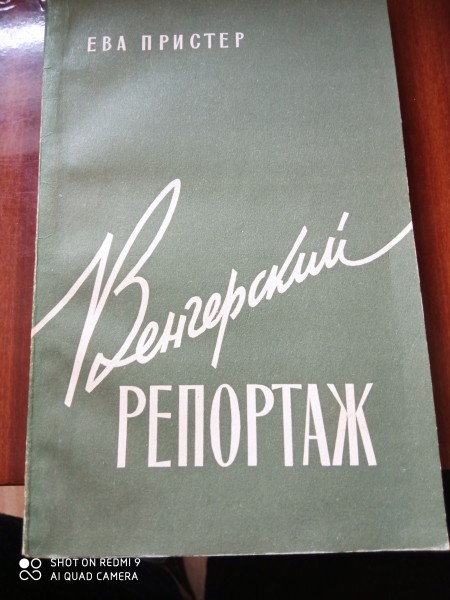 ЕВА ПРИСТЕР
Венгерский
РЕПОРТАЖ
SHOT ON REDMI 9
AI QUAD CAMERA